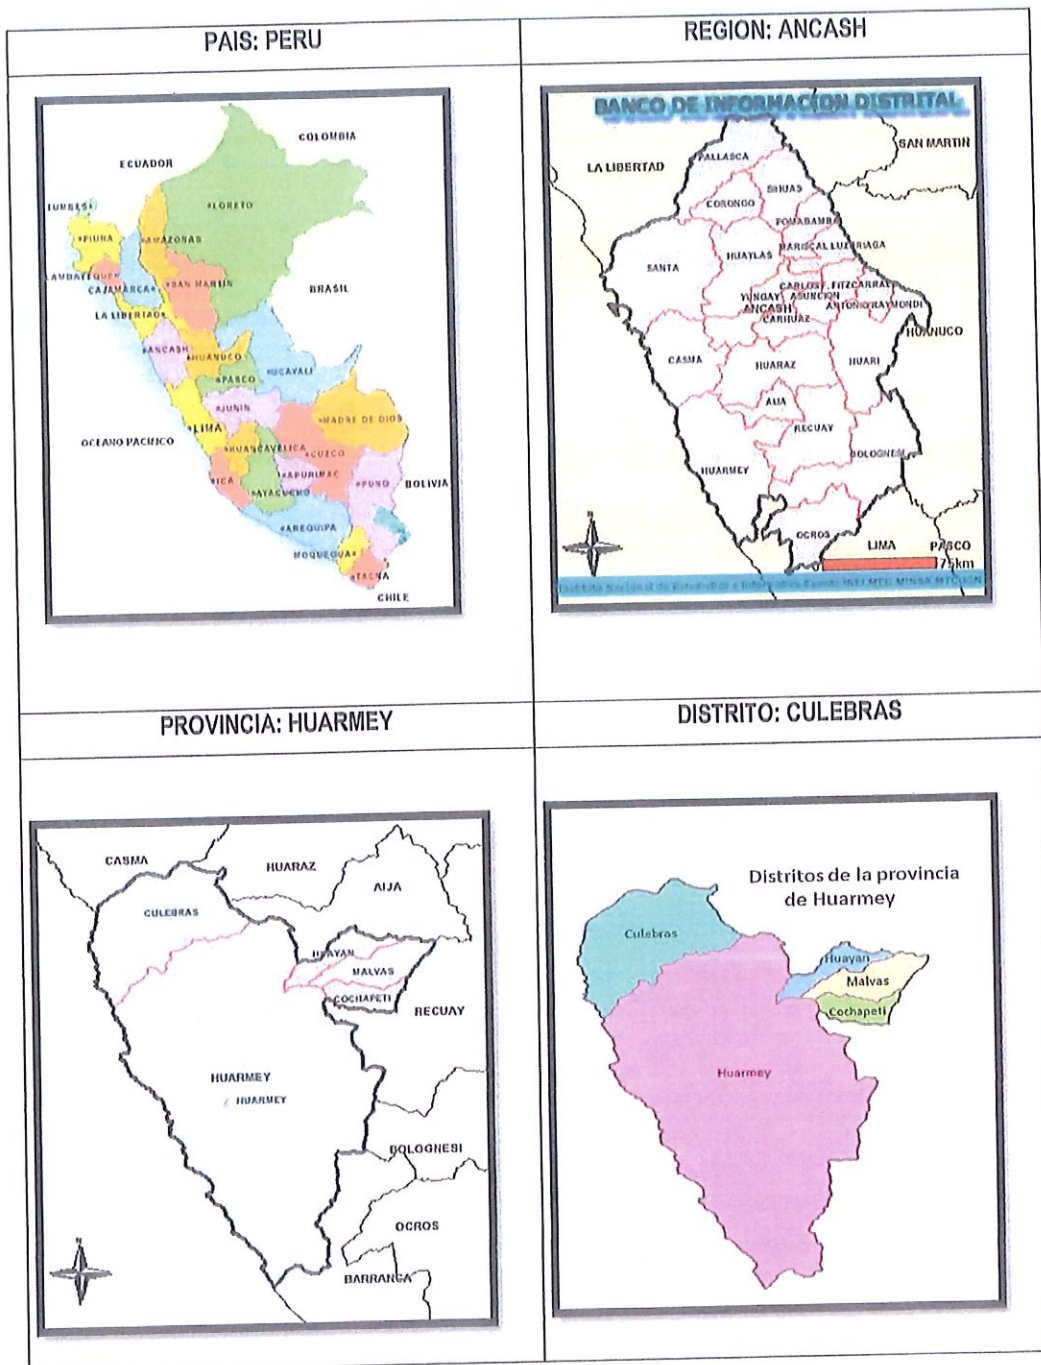 PAIS: PERU
REGION: ANCASH
COLOMBIA
ECUADOR
TUMBES
LORETO
PIURA
AMAZONAS
LAMBAYEQUE
SAN MARTIN
CAJAMARCA
BRASIL
LA LIBERTAD
ANCASH
HUANUCO
UCAYALI
PASCO
JUNIN
MADRE DE DIOS
LIMA
OCEANO PACIFICO
HUANCAVELICA
CUZCO
ICA
APURIMAC
PUNO
BOLIVIA
AYACUCHO
AREQUIPA
MOQUEGUA
TACNA
CHILE
BANCO DE INFORMACION DISTRITAL
SAN MARTIN
LA LIBERTAD
PALLASCA
SIHUAS
CORONGO
POMABAMBA
MARISCAL LUZURIAGA
HUAYLAS
SANTA
CARLOS F. FITZCARRAL
YUNGAY
ASUNCION
ANCASH
ANTONIO RAYMONDI
CARHUAZ
HUANUCO
CASMA
HUARAZ
HUARI
AIJA
RECUAY
BOLOGNESI
HUARMEY
N
OCROS
LIMA
PASCO
0
75km
PROVINCIA: HUARMEY
DISTRITO: CULEBRAS
CASMA
HUARAZ
AIJA
CULEBRAS
HUAYAN
MALVAS
COCHAPETI
RECUAY
HUARMEY
HUARMEY
BOLOGNESI
OCROS
N
BARRANCA
Distritos de la provincia
de Huarmey
Culebras
Huayan
Malvas
Cochapeti
Huarmey